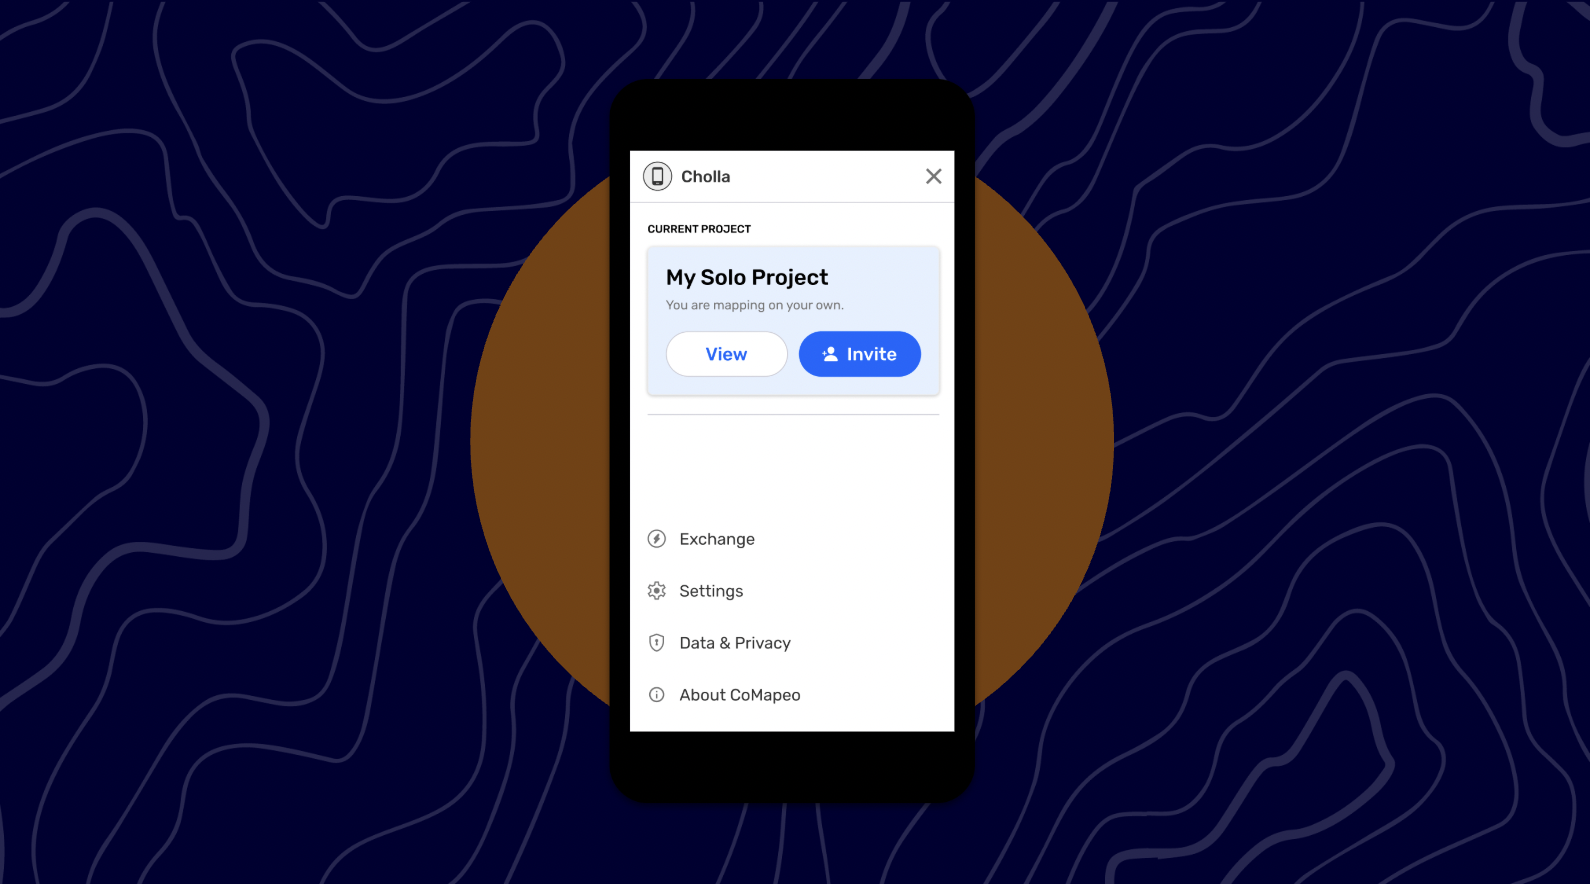 Cholla
CURRENT PROJECT
My Solo Project
You are mapping on your own.
View
Invite
Exchange
Settings
Data & Privacy
About CoMapeo